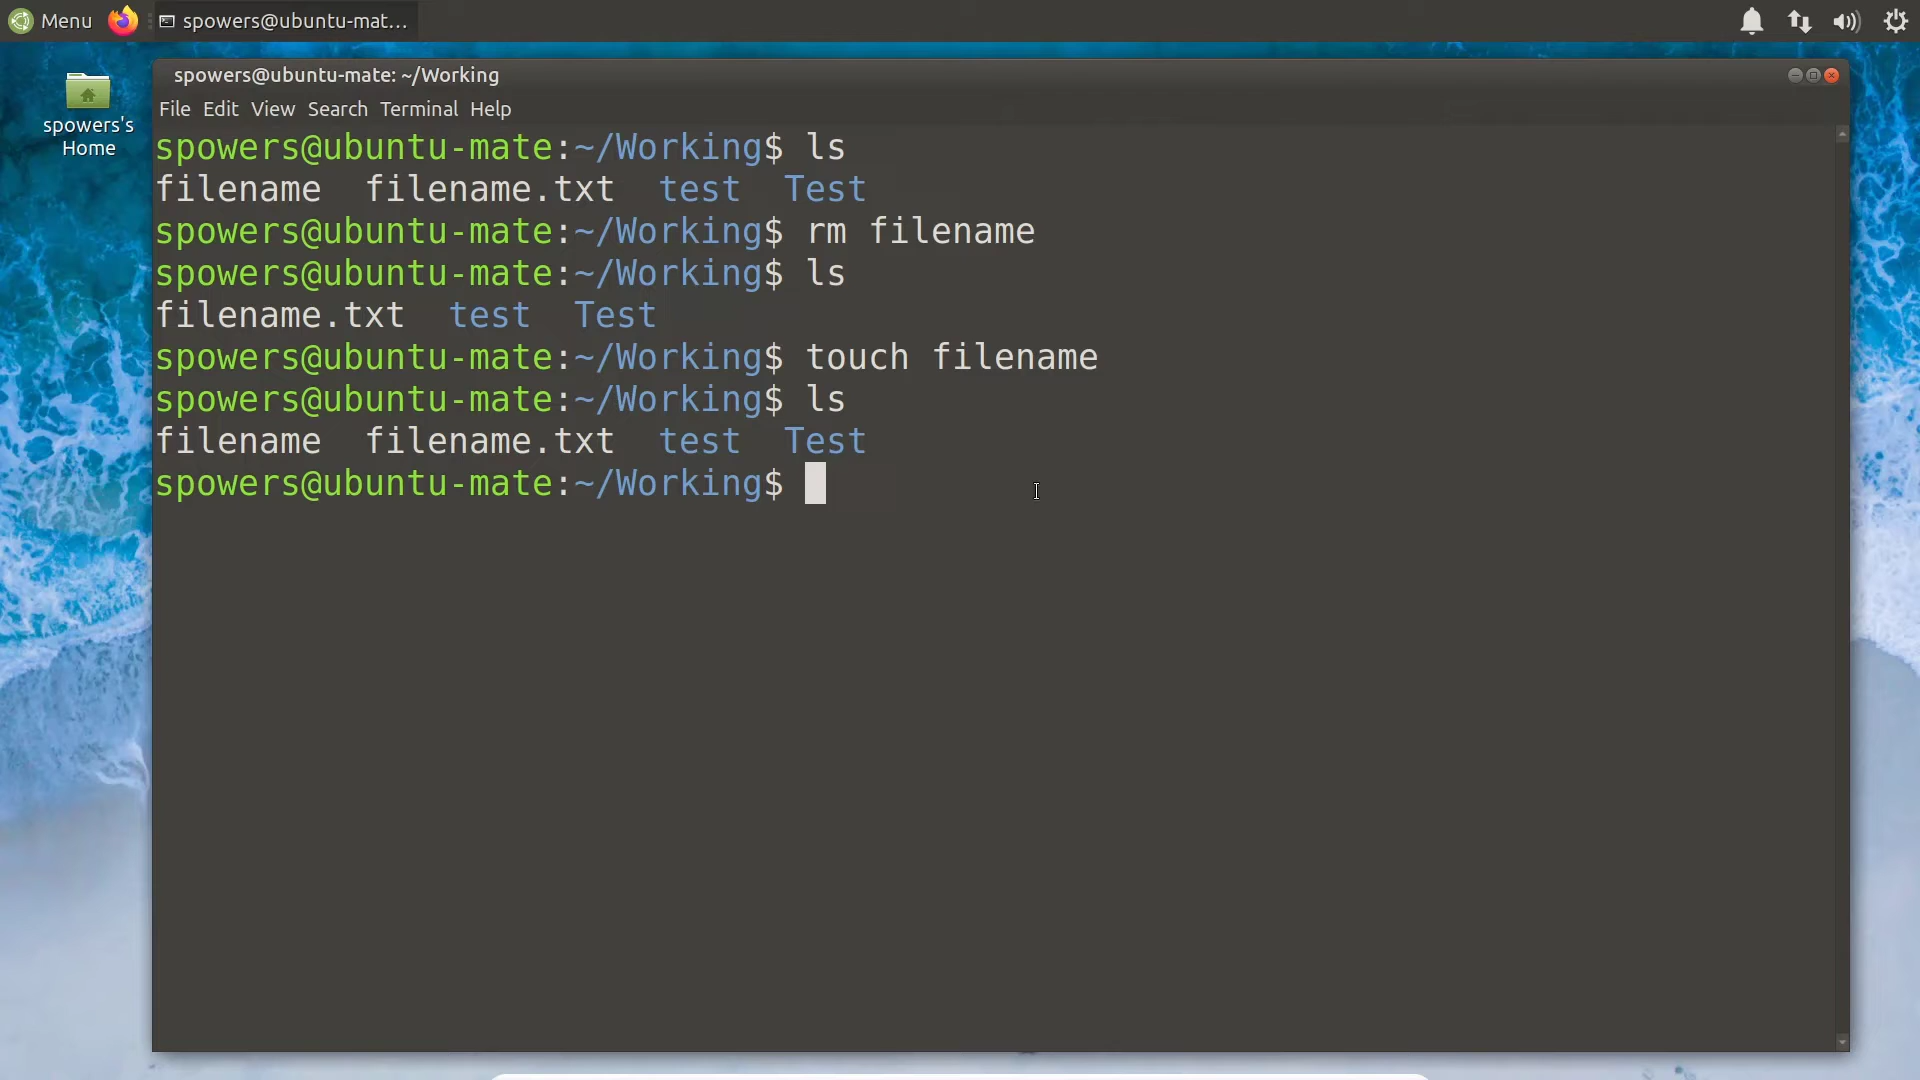 Menu spowers@ubuntu-mat...
spowers's
Home
spowers@ubuntu-mate: ~/Working
File Edit View Search Terminal Help
spowers@ubuntu-mate:~/Working$ ls
filename filename.txt test Test
spowers@ubuntu-mate:~/Working$ rm filename
spowers@ubuntu-mate:~/Working$ ls
filename.txt test Test
spowers@ubuntu-mate:~/Working$ touch filename
spowers@ubuntu-mate:~/Working$ ls
filename filename.txt test Test
spowers@ubuntu-mate:~/Working$